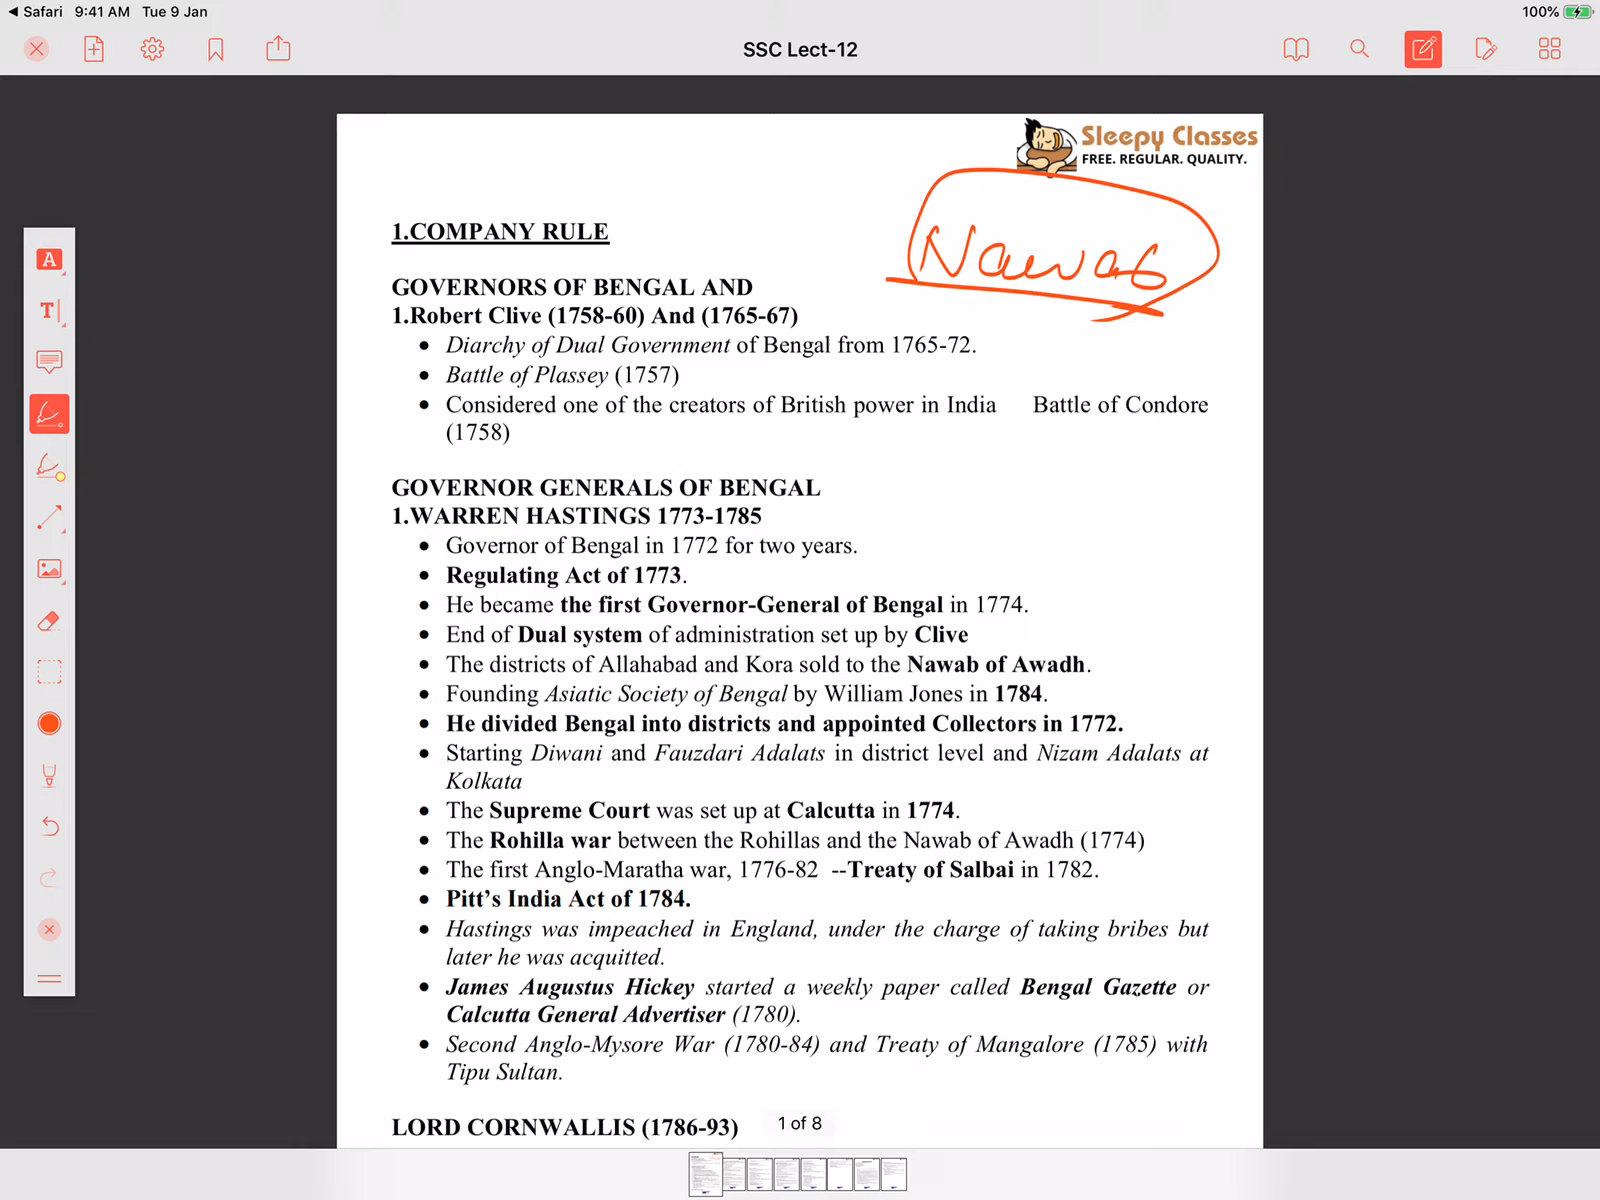 Safari 9:41 AM Tue 9 Jan 100%
SSC Lect-12
Sleepy Classes
FREE. REGULAR. QUALITY.
Nawab
1.COMPANY RULE
GOVERNORS OF BENGAL AND
1.Robert Clive (1758-60) And (1765-67)
• Diarchy of Dual Government of Bengal from 1765-72.
• Battle of Plassey (1757)
• Considered one of the creators of British power in India Battle of Condore
(1758)
GOVERNOR GENERALS OF BENGAL
1.WARREN HASTINGS 1773-1785
• Governor of Bengal in 1772 for two years.
• Regulating Act of 1773.
• He became the first Governor-General of Bengal in 1774.
• End of Dual system of administration set up by Clive
• The districts of Allahabad and Kora sold to the Nawab of Awadh.
• Founding Asiatic Society of Bengal by William Jones in 1784.
• He divided Bengal into districts and appointed Collectors in 1772.
• Starting Diwani and Fauzdari Adalats in district level and Nizam Adalats at
Kolkata
• The Supreme Court was set up at Calcutta in 1774.
• The Rohilla war between the Rohillas and the Nawab of Awadh (1774)
• The first Anglo-Maratha war, 1776-82 --Treaty of Salbai in 1782.
• Pitt’s India Act of 1784.
• Hastings was impeached in England, under the charge of taking bribes but
later he was acquitted.
• James Augustus Hickey started a weekly paper called Bengal Gazette or
Calcutta General Advertiser (1780).
• Second Anglo-Mysore War (1780-84) and Treaty of Mangalore (1785) with
Tipu Sultan.
LORD CORNWALLIS (1786-93)
1 of 8